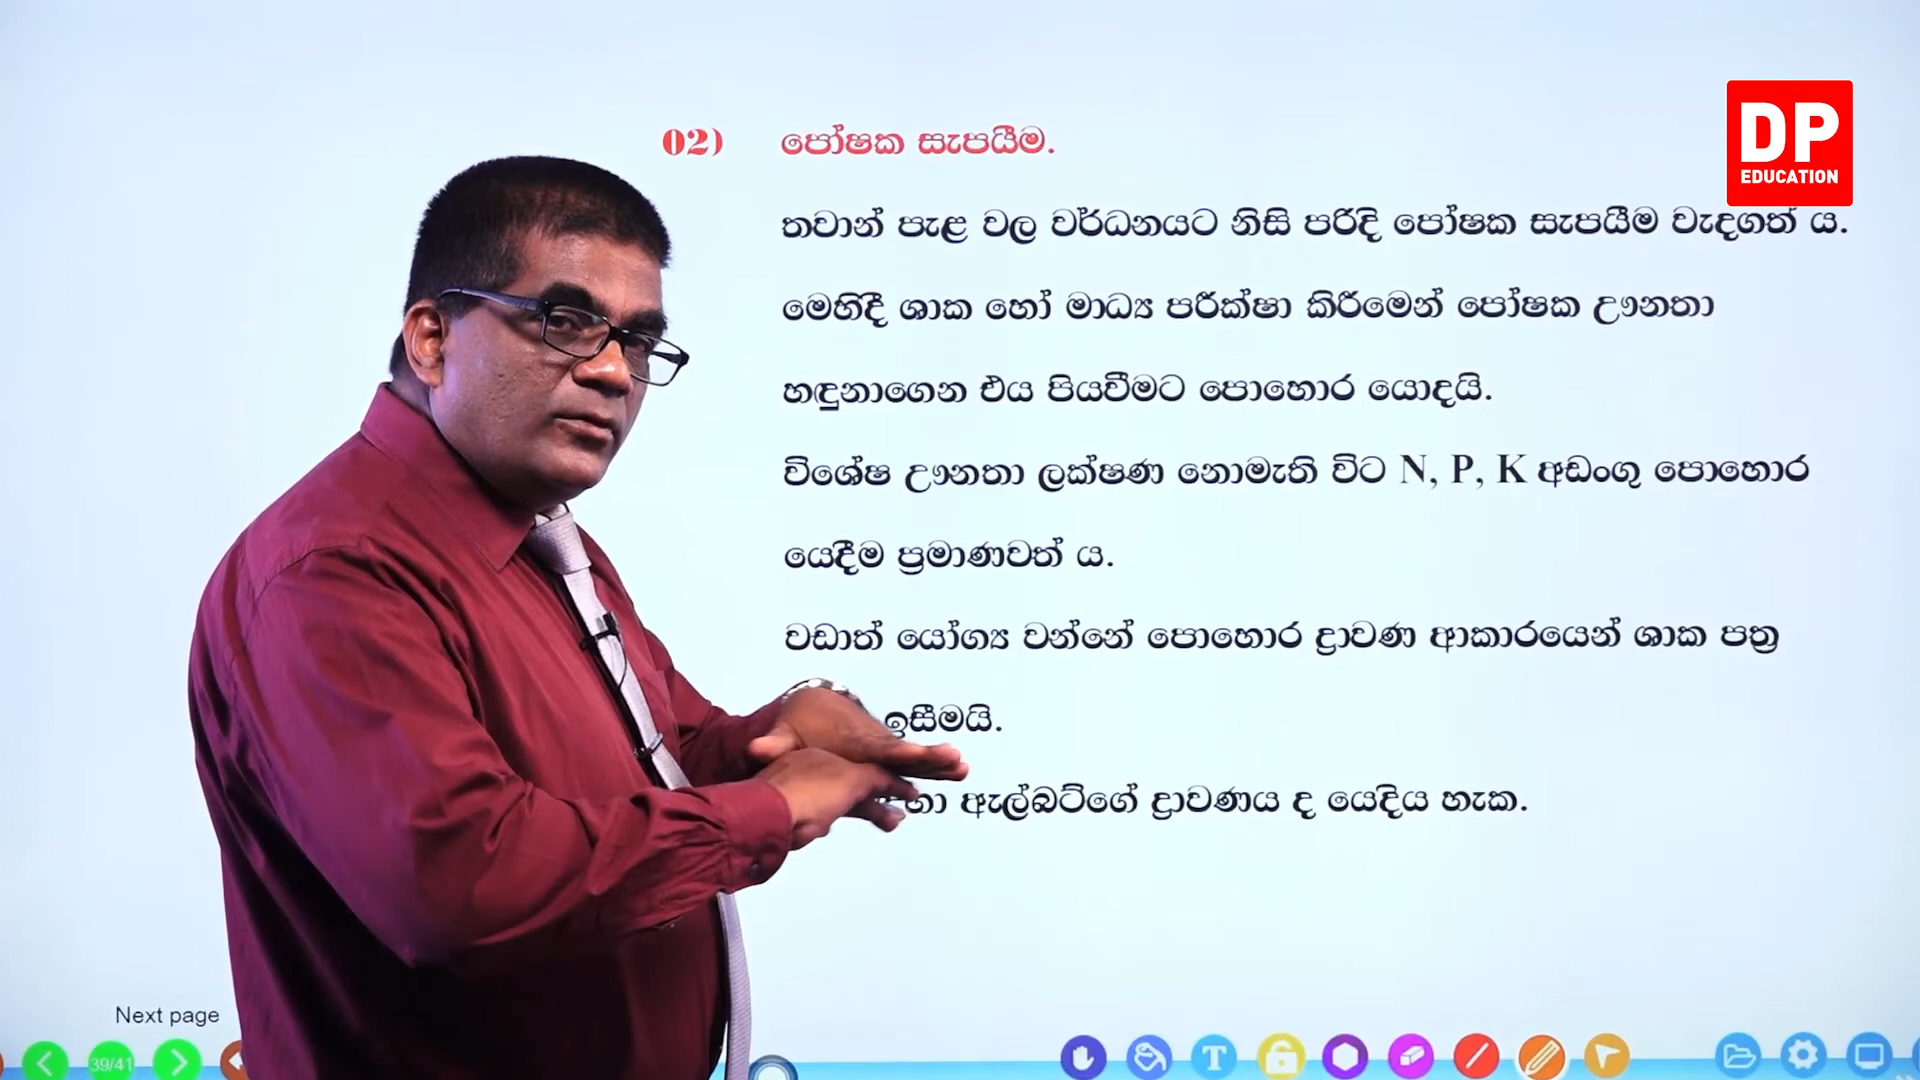 DP
EDUCATION
02) පෝෂක සැපයීම.
තවාන් පැළ වල වර්ධනයට නිසි පරිදි පෝෂක සැපයීම වැදගත් ය.
මෙහිදී ශාක හෝ මාධ්‍ය පරීක්ෂා කිරීමෙන් පෝෂක ඌනතා
හඳුනාගෙන එය පියවීමට පොහොර යොදයි.
විශේෂ ඌනතා ලක්ෂණ නොමැති විට N, P, K අඩංගු පොහොර
යෙදීම ප්‍රමාණවත් ය.
වඩාත් යෝග්‍ය වන්නේ පොහොර ද්‍රාවණ ආකාරයෙන් ශාක පත්‍ර
ඉසීමයි.
ඇල්බට්ගේ ද්‍රාවණය ද යෙදිය හැක.
Next page
39/41